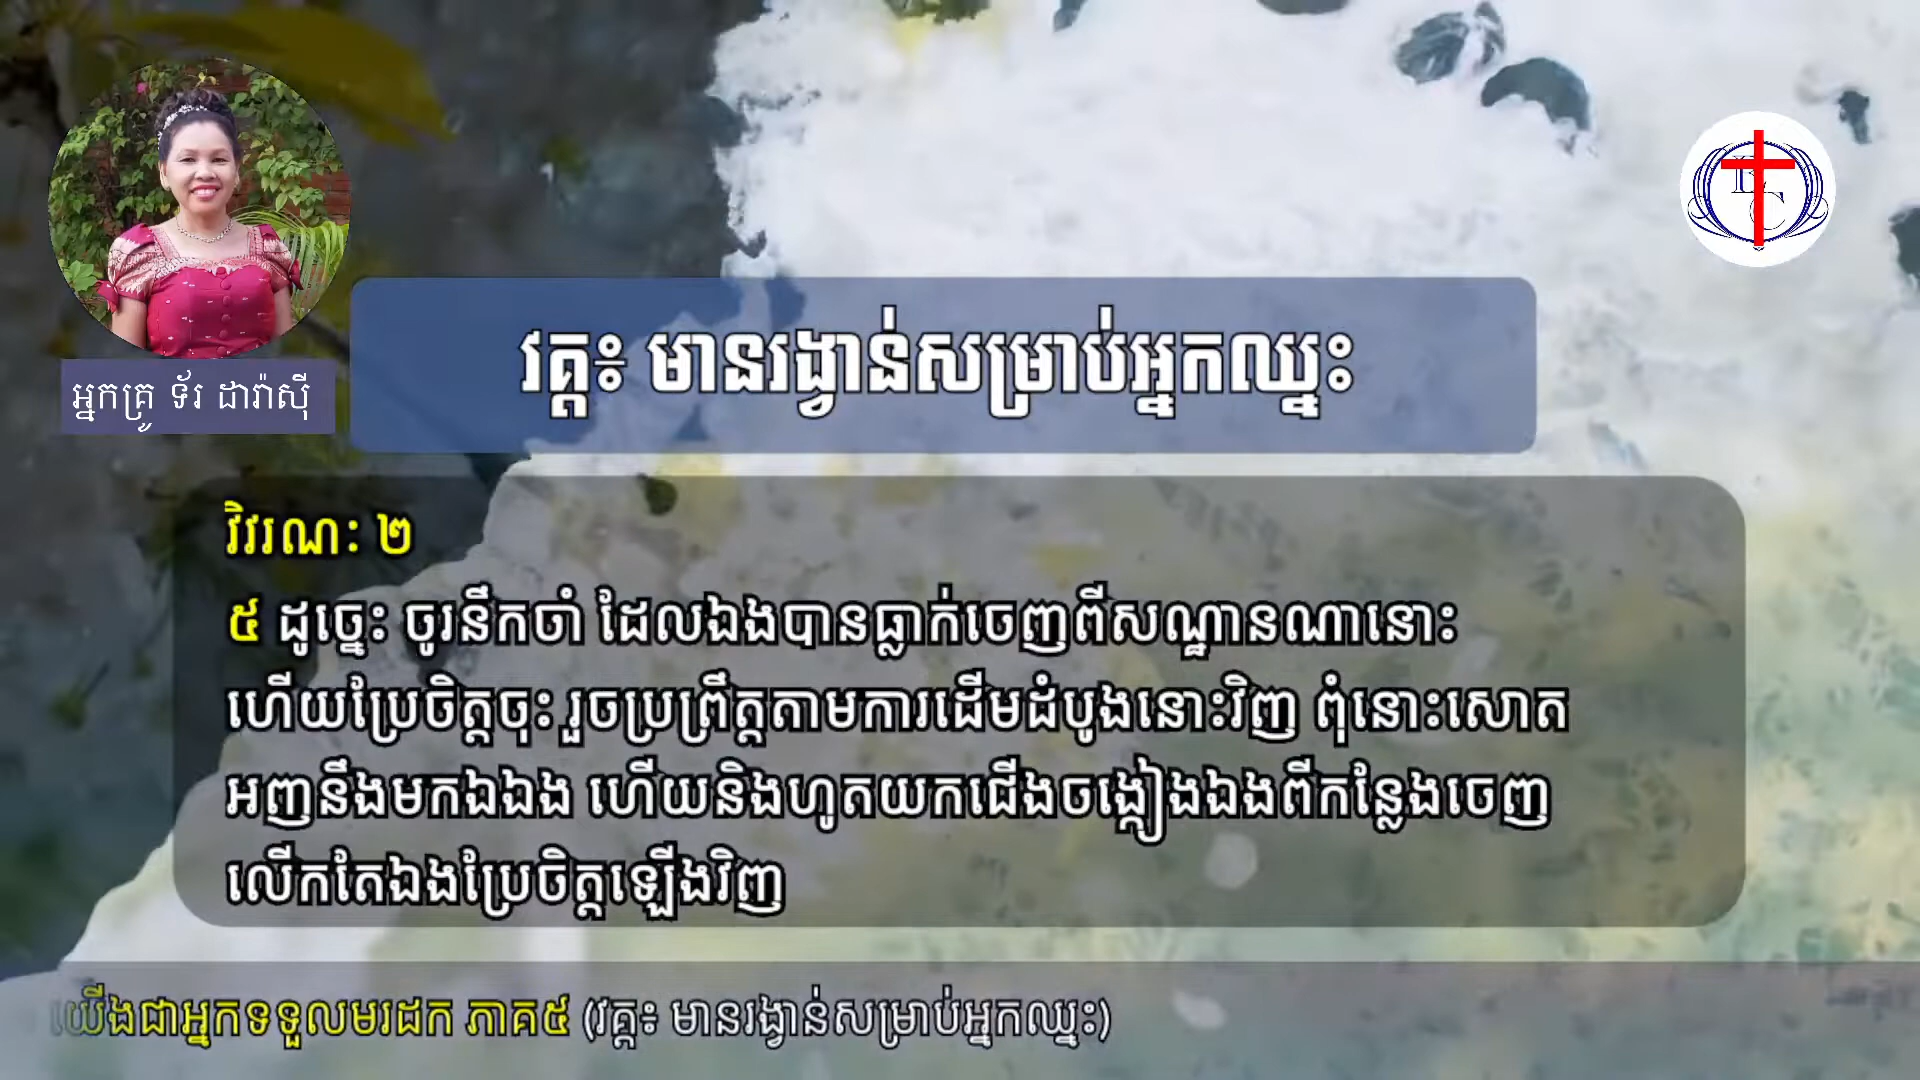 អ្នកគ្រូ ទ័រ ដារ៉ាស៊ី
វគ្គ៖ មានរង្វាន់សម្រាប់អ្នកឈ្នះ
វិវរណៈ ២
៥ ដូច្នេះ ចូរនឹកចាំ ដែលឯងបានធ្លាក់ចេញពីសណ្ឋានណានោះ
ហើយប្រែចិត្តចុះ រួចប្រព្រឹត្តតាមការដើមដំបូងនោះវិញ ពុំនោះសោត
អញនឹងមកឯឯង ហើយនិងហូតយកជើងចង្កៀងឯងពីកន្លែងចេញ
លើកតែឯងប្រែចិត្តឡើងវិញ
យើងជាអ្នកទទួលមរដក ភាគ៥ (វគ្គ៖ មានរង្វាន់សម្រាប់អ្នកឈ្នះ)